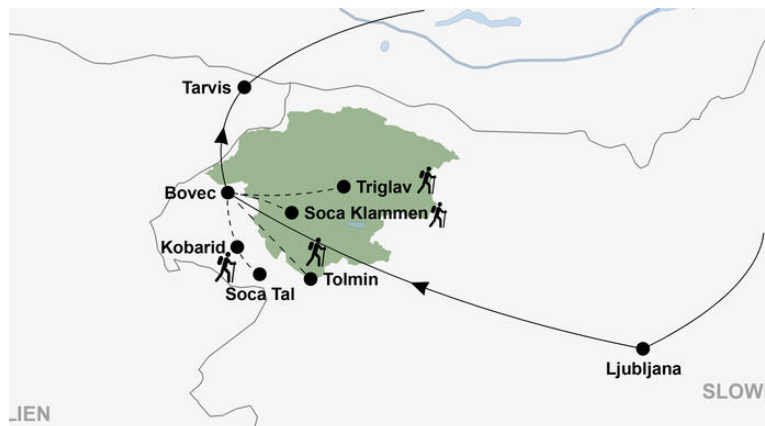 Tarvis
Bovec
Triglav
Soca Klammen
Kobarid
Soca Tal
Tolmin
Ljubljana
SLOW
LIEN